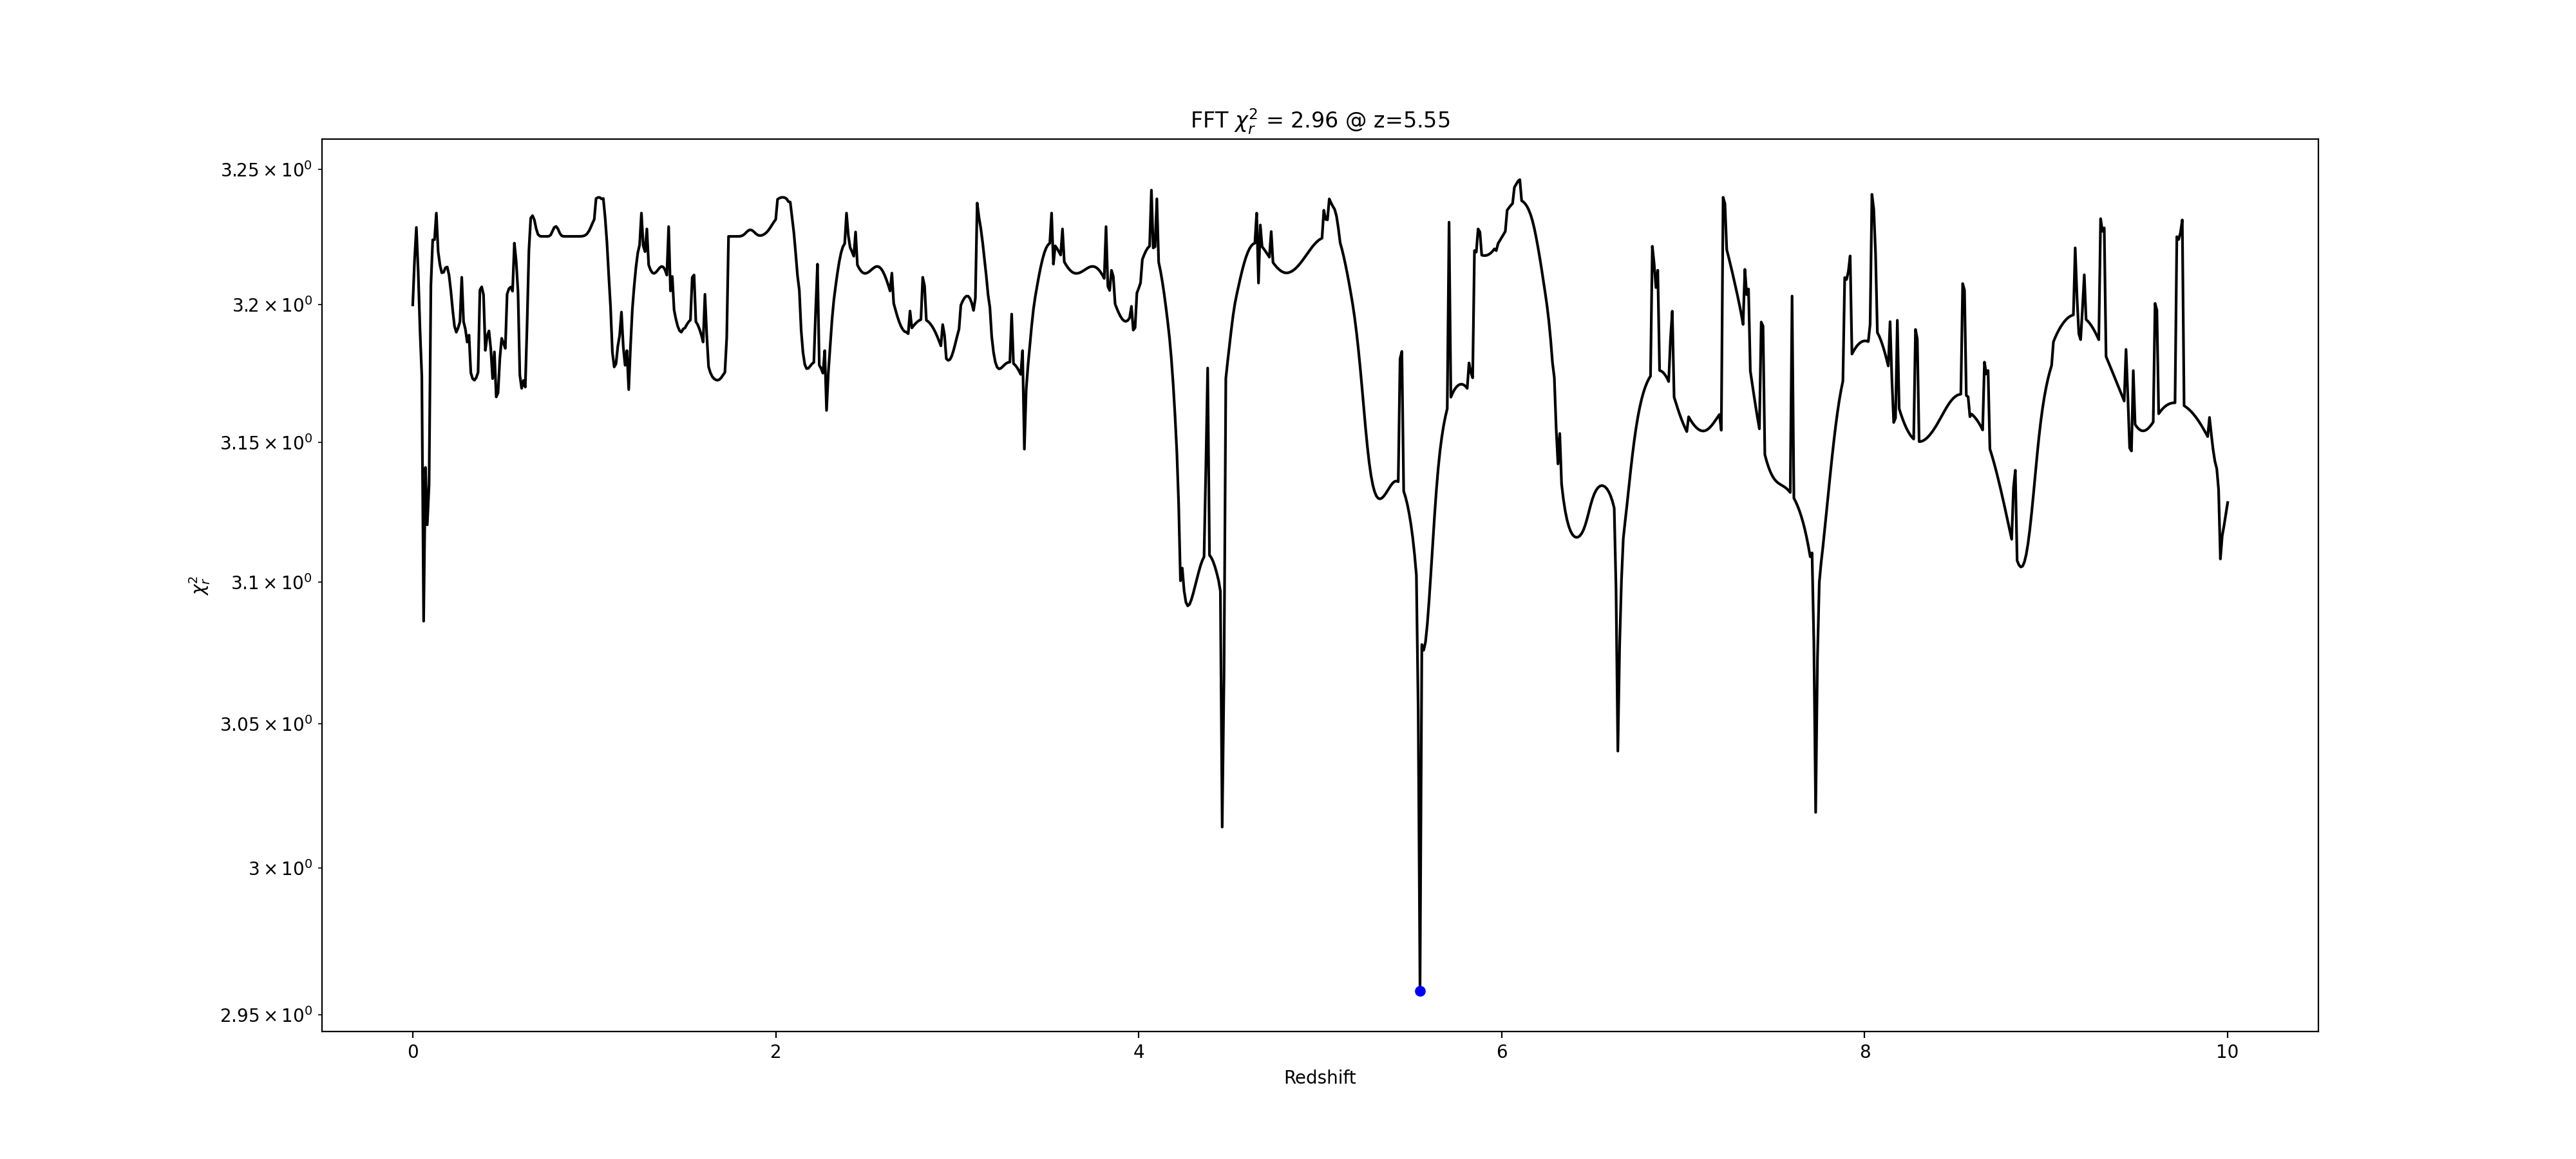 FFT χ²ᵣ = 2.96 @ z=5.55
3.25 × 10⁰
3.2 × 10⁰
3.15 × 10⁰
3.1 × 10⁰
3.05 × 10⁰
3 × 10⁰
2.95 × 10⁰
χ²ᵣ
0 2 4 6 8 10
Redshift